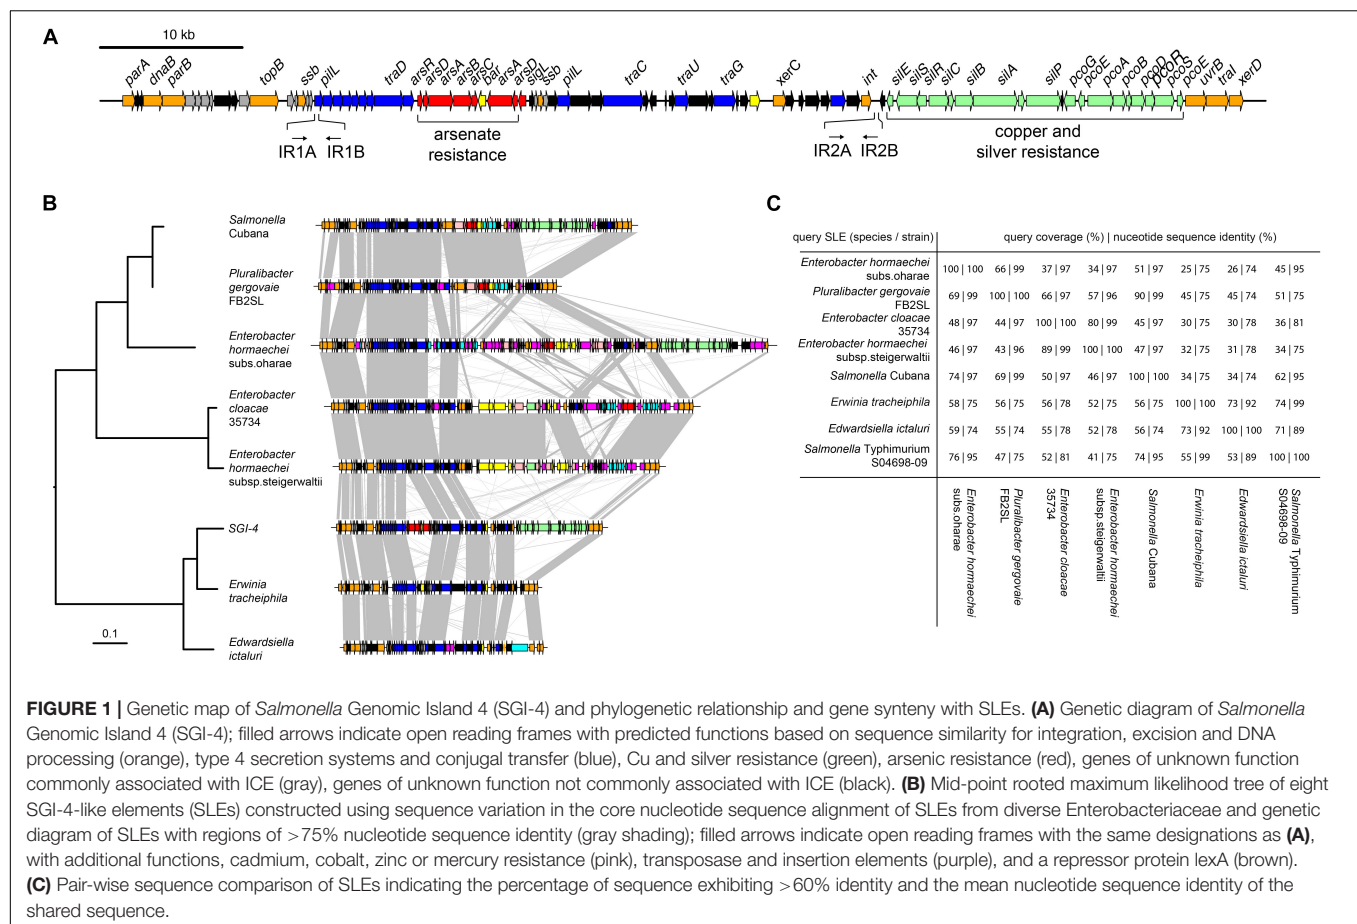 A
10 kb
parA
dnaB
parB
topB
ssb
pilL
traD
arsR
arsD
arsA
arsB
arsC
par
arsA
arsD
sigL
ssb
pilL
traC
traU
traG
xerC
int
silE
silS
silR
silC
silB
silA
silP
pcoG
pcoE
pcoA
pcoB
pcoD
pcoR
pcoS
pcoE
uvrB
traI
xerD
IR1A
IR1B
arsenate
resistance
IR2A
IR2B
copper and
silver resistance
B
Salmonella
Cubana
Pluralibacter
gergovaie
FB2SL
Enterobacter
hormaechei
subs.oharae
Enterobacter
cloacae
35734
Enterobacter
hormaechei
subsp.steigerwaltii
SGI-4
Erwinia
tracheiphila
Edwardsiella
ictaluri
0.1
C
query SLE (species / strain) query coverage (%) | nuceotide sequence identity (%)
Enterobacter hormaechei
subs.oharae 100 | 100 66 | 99 37 | 97 34 | 97 51 | 97 25 | 75 26 | 74 45 | 95
Pluralibacter gergovaie
FB2SL 69 | 99 100 | 100 66 | 97 57 | 96 90 | 99 45 | 75 45 | 74 51 | 75
Enterobacter cloacae
35734 48 | 97 44 | 97 100 | 100 80 | 99 45 | 97 30 | 75 30 | 78 36 | 81
Enterobacter hormaechei
subsp.steigerwaltii 46 | 97 43 | 96 89 | 99 100 | 100 47 | 97 32 | 75 31 | 78 34 | 75
Salmonella Cubana 74 | 97 69 | 99 50 | 97 46 | 97 100 | 100 34 | 75 34 | 74 62 | 95
Erwinia tracheiphila 58 | 75 56 | 75 56 | 78 52 | 75 56 | 75 100 | 100 73 | 92 74 | 99
Edwardsiella ictaluri 59 | 74 55 | 74 55 | 78 52 | 78 56 | 74 73 | 92 100 | 100 71 | 89
Salmonella Typhimurium
S04698-09 76 | 95 47 | 75 52 | 81 41 | 75 74 | 95 55 | 99 53 | 89 100 | 100
Enterobacter hormaechei
subs.oharae
Pluralibacter gergovaie
FB2SL
Enterobacter cloacae
35734
Enterobacter hormaechei
subsp.steigerwaltii
Salmonella Cubana
Erwinia tracheiphila
Edwardsiella ictaluri
Salmonella Typhimurium
S04698-09
FIGURE 1 | Genetic map of Salmonella Genomic Island 4 (SGI-4) and phylogenetic relationship and gene synteny with SLEs. (A) Genetic diagram of Salmonella
Genomic Island 4 (SGI-4); filled arrows indicate open reading frames with predicted functions based on sequence similarity for integration, excision and DNA
processing (orange), type 4 secretion systems and conjugal transfer (blue), Cu and silver resistance (green), arsenic resistance (red), genes of unknown function
commonly associated with ICE (gray), genes of unknown function not commonly associated with ICE (black). (B) Mid-point rooted maximum likelihood tree of eight
SGI-4-like elements (SLEs) constructed using sequence variation in the core nucleotide sequence alignment of SLEs from diverse Enterobacteriaceae and genetic
diagram of SLEs with regions of >75% nucleotide sequence identity (gray shading); filled arrows indicate open reading frames with the same designations as (A),
with additional functions, cadmium, cobalt, zinc or mercury resistance (pink), transposase and insertion elements (purple), and a repressor protein lexA (brown).
(C) Pair-wise sequence comparison of SLEs indicating the percentage of sequence exhibiting >60% identity and the mean nucleotide sequence identity of the
shared sequence.